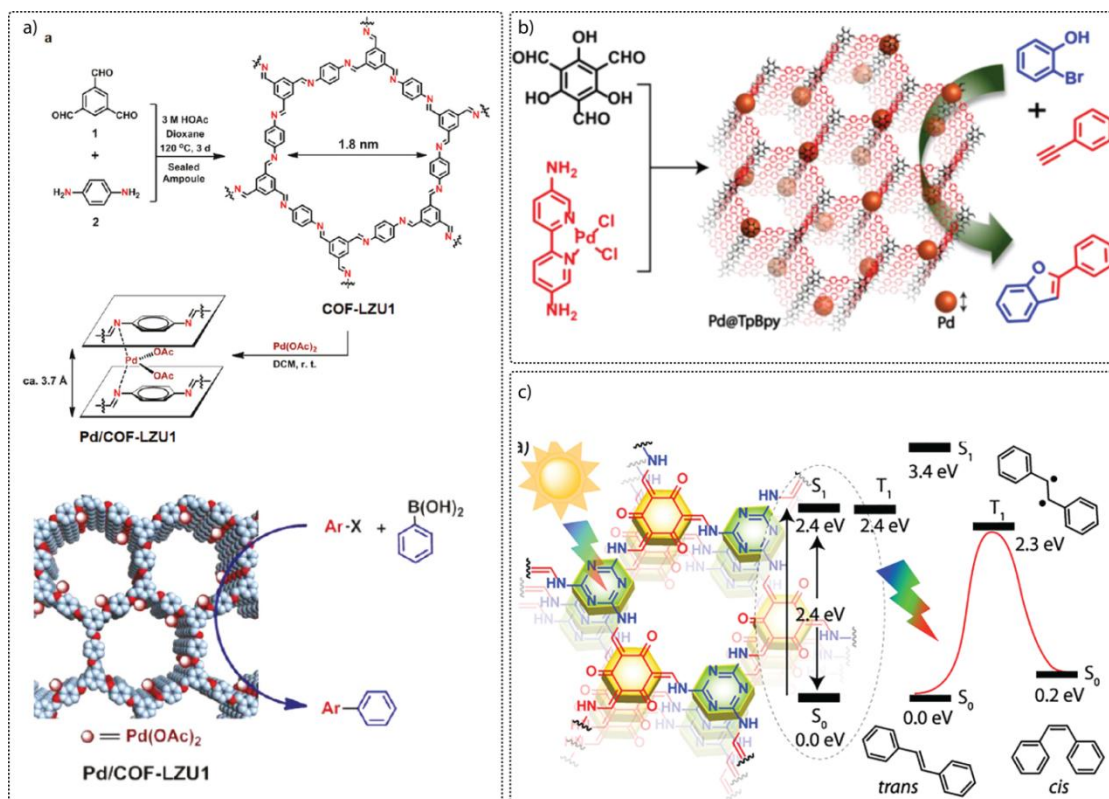 a)
a
CHO
OHC
CHO
1
+
H₂N
NH₂
2
3 M HOAc
Dioxane
120 °C, 3 d
Sealed
Ampoule
1.8 nm
COF-LZU1
Pd(OAc)₂
DCM, r. t.
N
N
Pd
OAc
OAc
N
N
ca. 3.7 Å
Pd/COF-LZU1
Ar-X + B(OH)₂
Ar
= Pd(OAc)₂
Pd/COF-LZU1
b)
OH
OHC
CHO
HO
OH
CHO
NH₂
N
Cl
Pd
N
Cl
NH₂
Pd@TpBpy
Pd
OH
Br
+
O
c)
a)
S₁
2.4 eV
T₁
2.4 eV
2.4 eV
S₀
0.0 eV
S₁
3.4 eV
T₁
2.3 eV
S₀
0.0 eV
S₀
0.2 eV
trans
cis